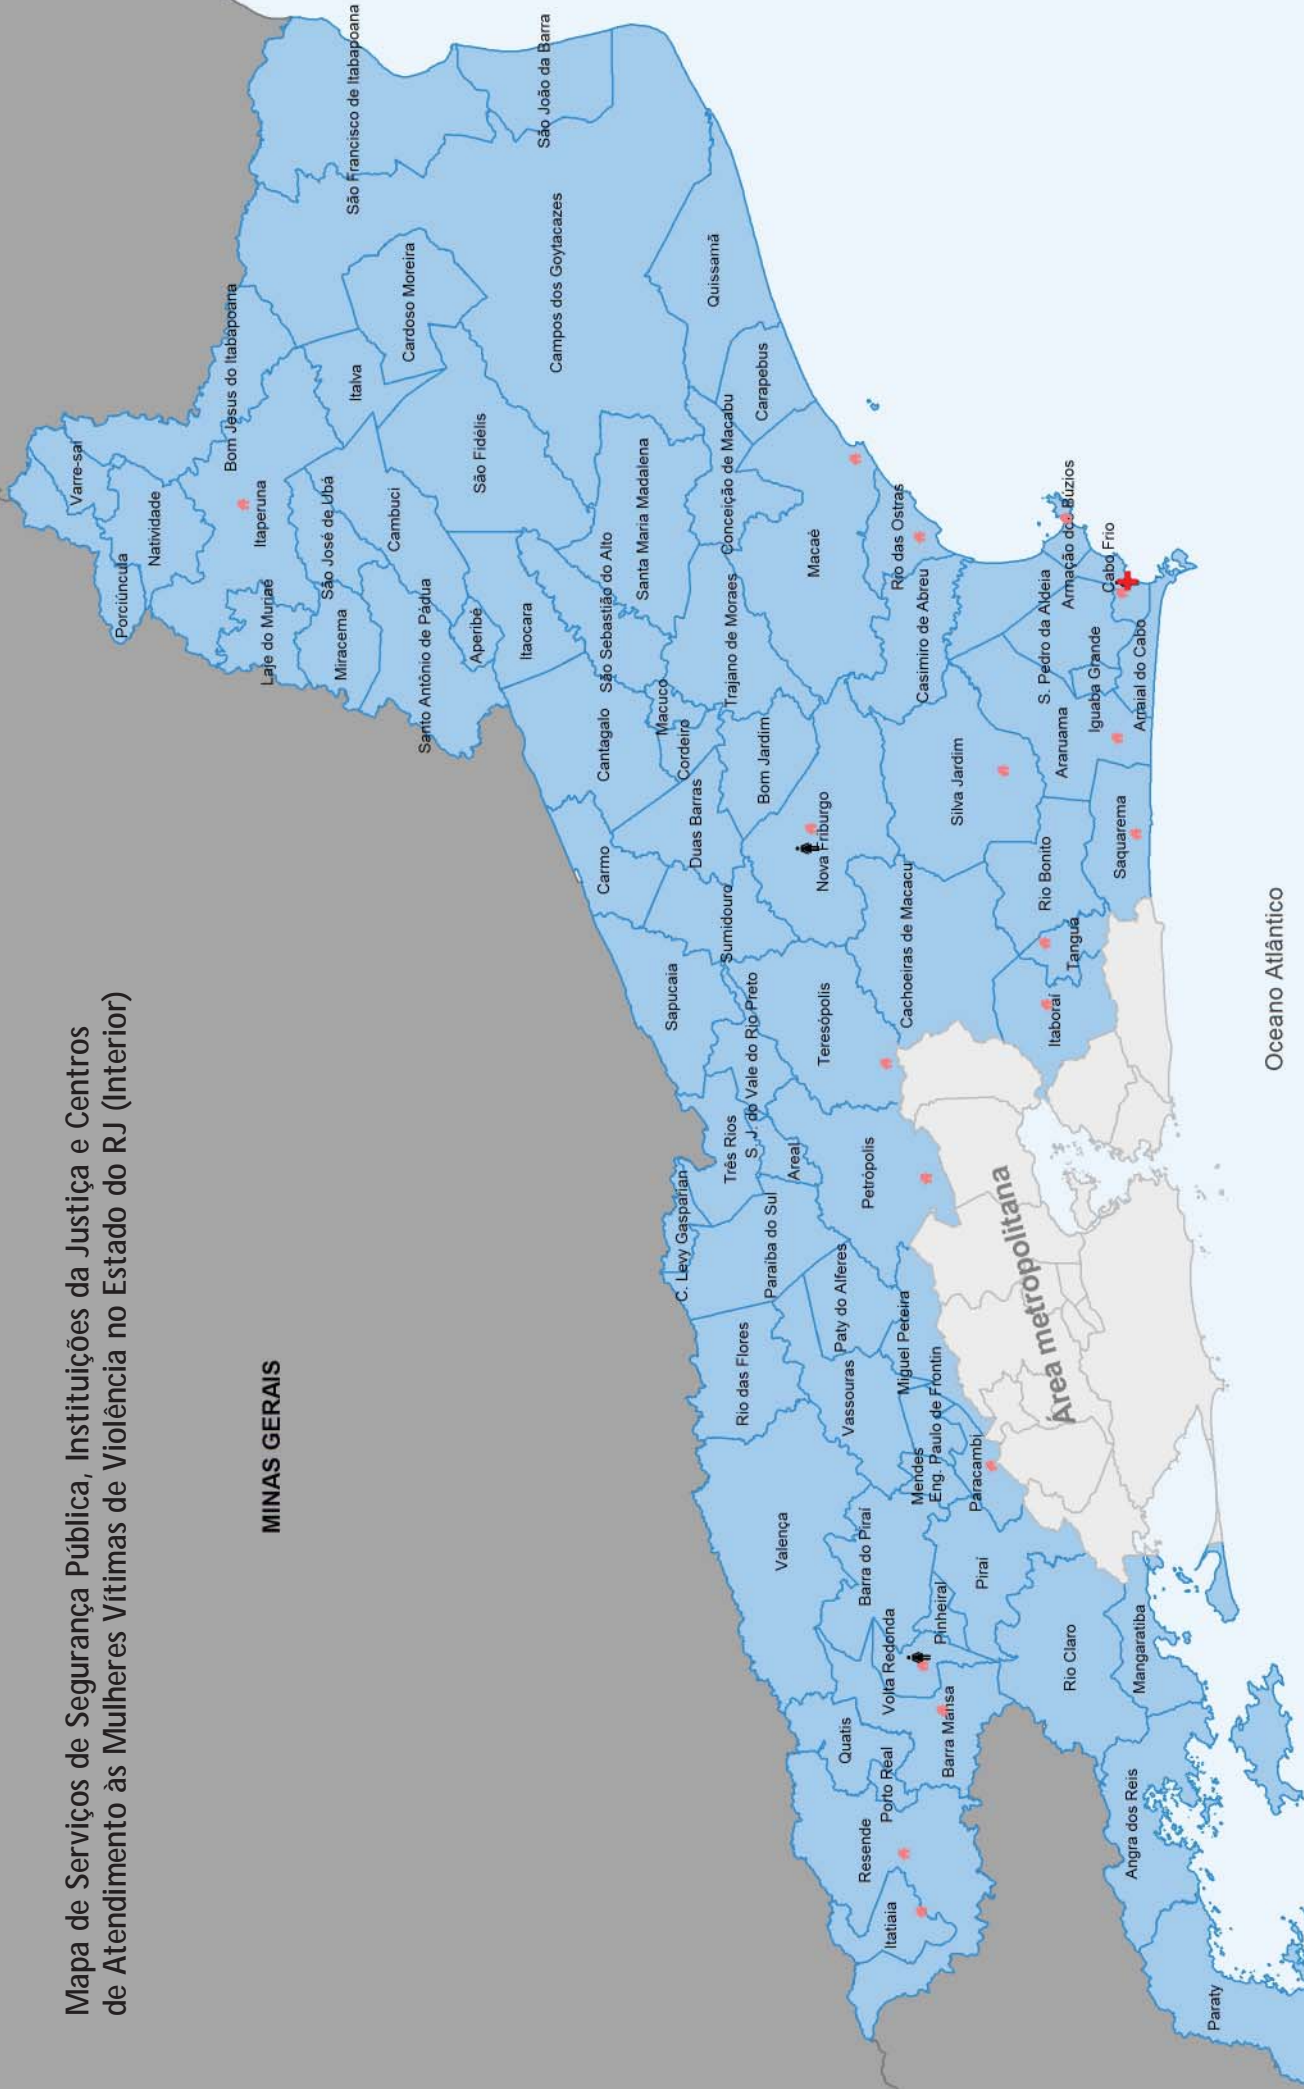 Mapa de Serviços de Segurança Pública, Instituições da Justiça e Centros
de Atendimento às Mulheres Vítimas de Violência no Estado do RJ (Interior)
MINAS GERAIS
Varre-sai
Porciúncula
Natividade
Bom Jesus do Itabapoana
Itaperuna
Laje do Muriaé
São José de Ubá
Miracema
Italva
Cardoso Moreira
São Francisco de Itabapoana
São João da Barra
Campos dos Goytacazes
Cambuci
Santo Antônio de Pádua
Aperibé
São Fidélis
Itaocara
São Sebastião do Alto
Santa Maria Madalena
Cantagalo
Macuco
Cordeiro
Carmo
Duas Barras
Sumidouro
Sapucaia
Trajano de Moraes
Conceição de Macabu
Quissamã
Carapebus
Macaé
Bom Jardim
Nova Friburgo
Rio das Ostras
Casimiro de Abreu
Silva Jardim
Cachoeiras de Macacu
Teresópolis
S. J. do Vale do Rio Preto
Três Rios
Areal
C. Levy Gasparian
Paraíba do Sul
Petrópolis
Paty do Alferes
Miguel Pereira
Rio das Flores
Vassouras
Mendes
Eng. Paulo de Frontin
Paracambi
Valença
Barra do Piraí
Piraí
Pinheiral
Volta Redonda
Barra Mansa
Quatis
Porto Real
Resende
Itatiaia
Rio Claro
Mangaratiba
Angra dos Reis
Paraty
Armação dos Búzios
Cabo Frio
S. Pedro da Aldeia
Iguaba Grande
Arraial do Cabo
Araruama
Saquarema
Rio Bonito
Tanguá
Itaboraí
Área metropolitana
Oceano Atlântico